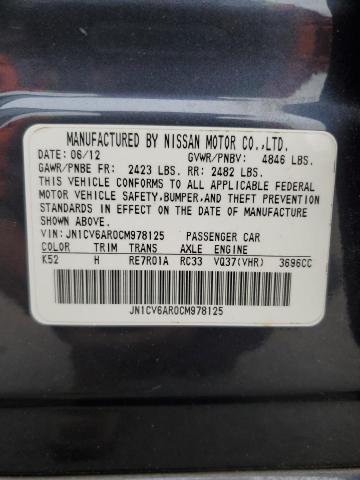 MANUFACTURED BY NISSAN MOTOR CO.,LTD.
DATE: 06/12 GVWR/PNBV: 4846 LBS.
GAWR/PNBE FR: 2423 LBS. RR: 2482 LBS.
THIS VEHICLE CONFORMS TO ALL APPLICABLE FEDERAL
MOTOR VEHICLE SAFETY, BUMPER, AND THEFT PREVENTION
STANDARDS IN EFFECT ON THE DATE OF MANUFACTURE
SHOWN ABOVE.
VIN: JN1CV6AR0CM978125 PASSENGER CAR
COLOR TRIM TRANS AXLE ENGINE
K52 H RE7R01A RC33 VQ37(VHR) 3696CC
JN1CV6AR0CM978125